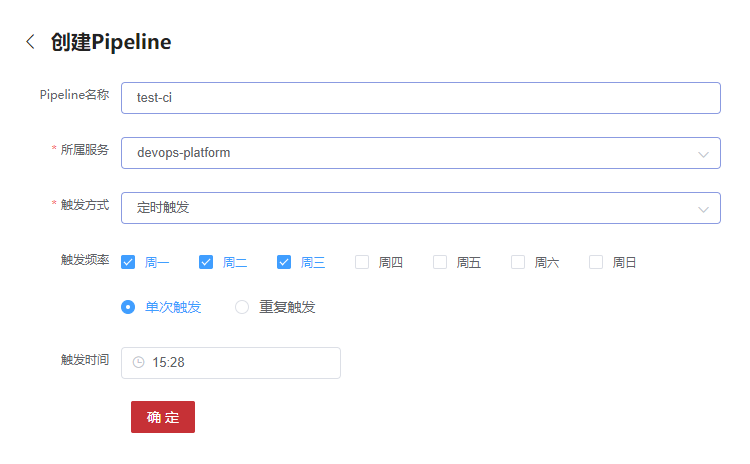 创建Pipeline
Pipeline名称 test-ci
* 所属服务 devops-platform
* 触发方式 定时触发
触发频率 周一 周二 周三 周四 周五 周六 周日
单次触发 重复触发
触发时间 15:28
确 定